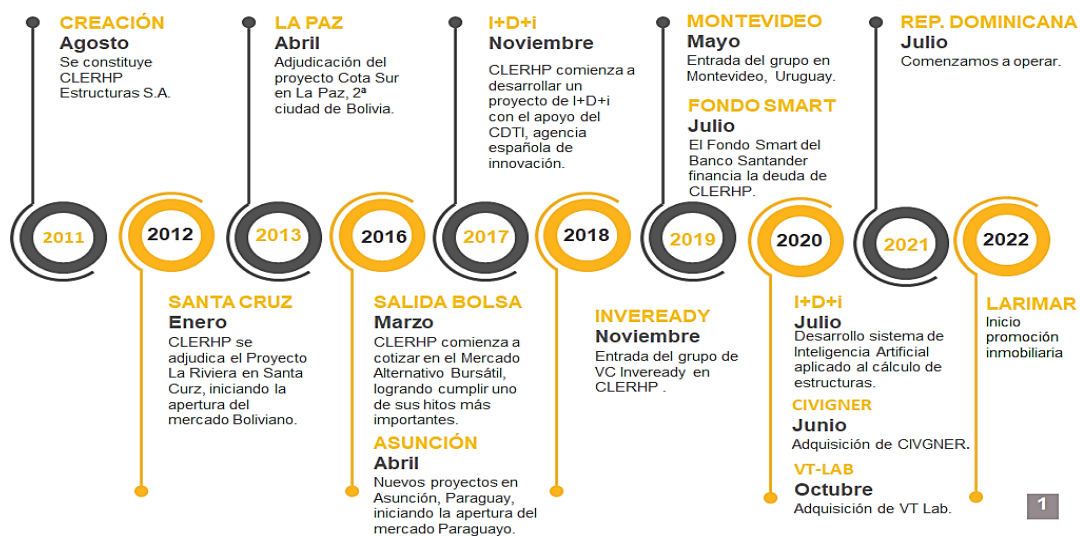 CREACIÓN
Agosto
Se constituye
CLERHP
Estructuras S.A.
LA PAZ
Abril
Adjudicación del
proyecto Cota Sur
en La Paz, 2ª
ciudad de Bolivia.
I+D+i
Noviembre
CLERHP comienza a
desarrollar un
proyecto de I+D+i
con el apoyo del
CDTI, agencia
española de
innovación.
MONTEVIDEO
Mayo
Entrada del grupo en
Montevideo, Uruguay.
FONDO SMART
Julio
El Fondo Smart del
Banco Santander
financia la deuda de
CLERHP.
REP. DOMINICANA
Julio
Comenzamos a operar.
2011
2012
2013
2016
2017
2018
2019
2020
2021
2022
SANTA CRUZ
Enero
CLERHP se
adjudica el Proyecto
La Riviera en Santa
Curz, iniciando la
apertura del
mercado Boliviano.
SALIDA BOLSA
Marzo
CLERHP comienza a
cotizar en el Mercado
Alternativo Bursátil,
logrando cumplir uno
de sus hitos más
importantes.
ASUNCIÓN
Abril
Nuevos proyectos en
Asunción, Paraguay,
iniciando la apertura del
mercado Paraguayo.
INVEREADY
Noviembre
Entrada del grupo de
VC Inveready en
CLERHP .
I+D+i
Julio
Desarrollo sistema de
Inteligencia Artificial
aplicado al cálculo de
estructuras.
CIVIGNER
Junio
Adquisición de CIVGNER.
VT-LAB
Octubre
Adquisición de VT Lab.
LARIMAR
Inicio
promoción
inmobiliaria
1